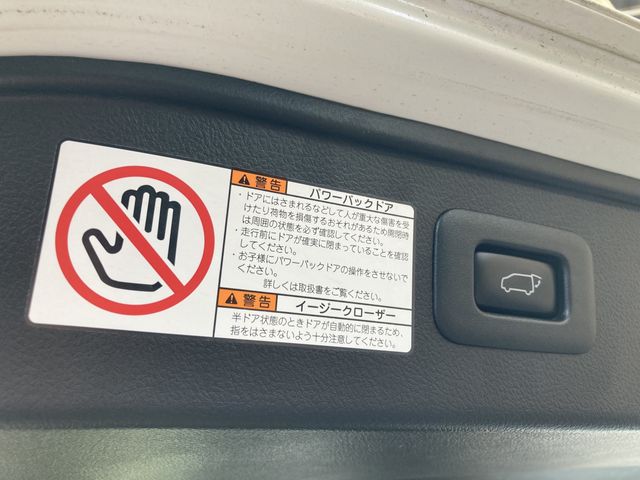 警告 パワーバックドア
・ドアにはさまれるなどして人が重大な傷害を受
けたり荷物を損傷するおそれがあるため開閉時
は周囲の状態を必ず確認してください。
・走行前にドアが確実に閉まっていることを確認
してください。
・お子様にパワーバックドアの操作をさせないで
ください。
詳しくは取扱書をご覧ください。
警告 イージークローザー
半ドア状態のときドアが自動的に閉まるため、
指をはさまないよう十分注意してください。